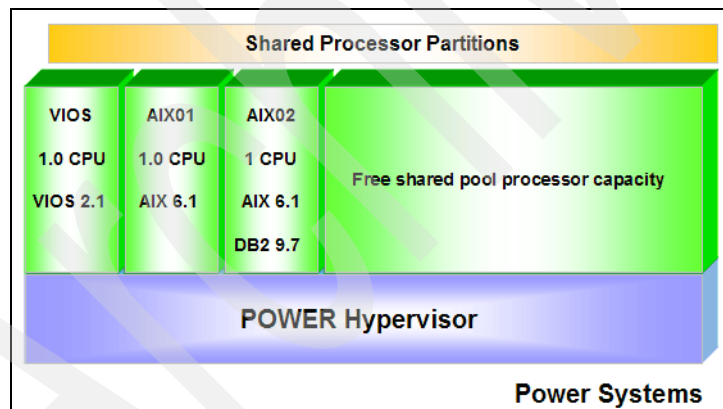 Shared Processor Partitions
VIOS
1.0 CPU
VIOS 2.1
AIX01
1.0 CPU
AIX 6.1
AIX02
1 CPU
AIX 6.1
DB2 9.7
Free shared pool processor capacity
POWER Hypervisor
Power Systems